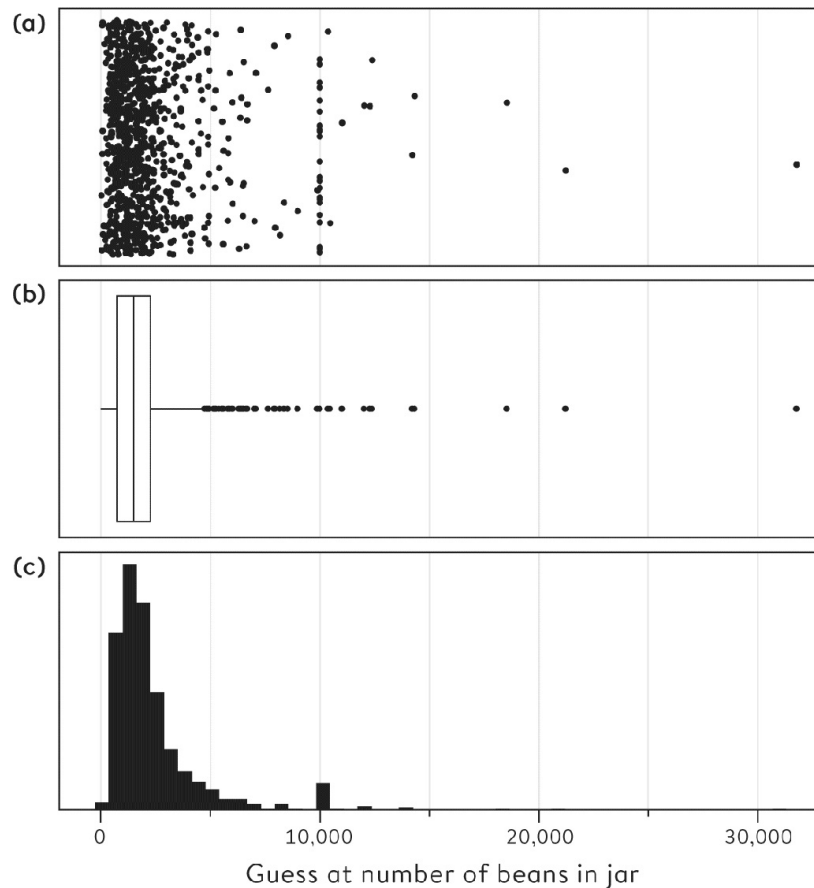 (a)
(b)
(c)
0 10,000 20,000 30,000
Guess at number of beans in jar